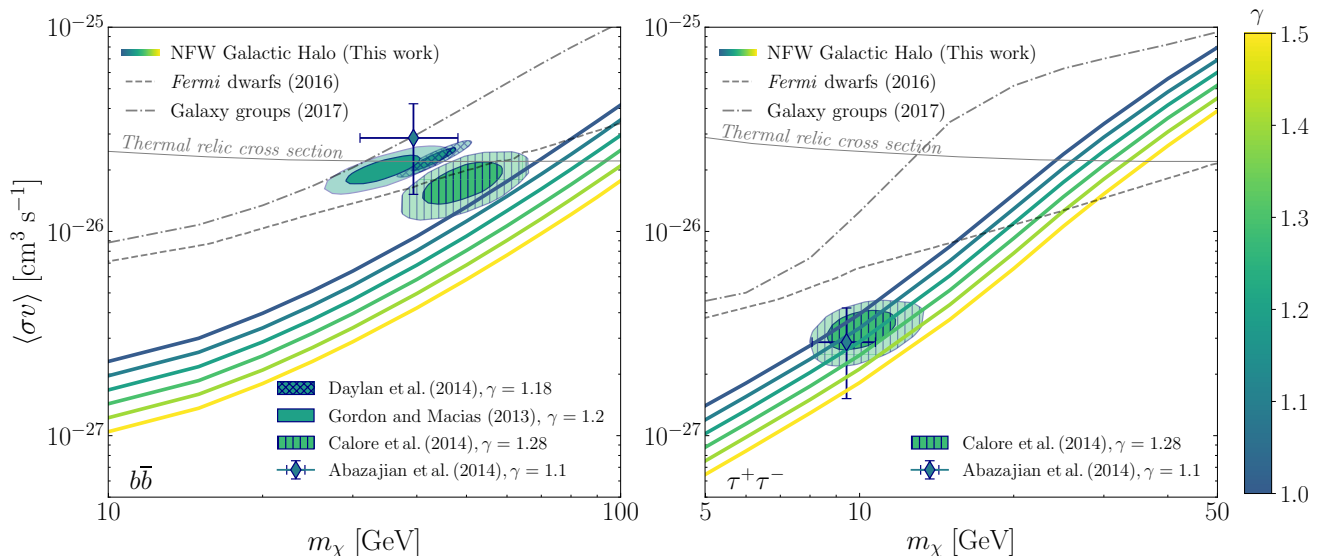 10⁻²⁵
NFW Galactic Halo (This work)
Fermi dwarfs (2016)
Galaxy groups (2017)
Thermal relic cross section
10⁻²⁶
⟨σv⟩ [cm³ s⁻¹]
10⁻²⁷
Daylan et al. (2014), γ = 1.18
Gordon and Macias (2013), γ = 1.2
Calore et al. (2014), γ = 1.28
Abazajian et al. (2014), γ = 1.1
bb̅
10
100
mχ [GeV]
10⁻²⁵
NFW Galactic Halo (This work)
Fermi dwarfs (2016)
Galaxy groups (2017)
Thermal relic cross section
10⁻²⁶
10⁻²⁷
Calore et al. (2014), γ = 1.28
Abazajian et al. (2014), γ = 1.1
τ⁺τ⁻
5
10
50
mχ [GeV]
γ
1.5
1.4
1.3
1.2
1.1
1.0